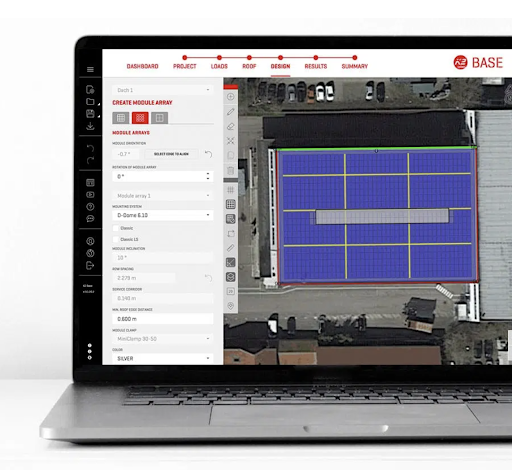 DASHBOARD PROJECT LOADS ROOF DESIGN RESULTS SUMMARY
K2 BASE
Dach 1
CREATE MODULE ARRAY
MODULE ARRAYS
MODULE ORIENTATION
-0.7 ° SELECT EDGE TO ALIGN
ROTATION OF MODULE ARRAY
0 °
Module array 1
MOUNTING SYSTEM
D-Dome 6.10
Classic
Classic LS
MODULE INCLINATION
10 °
ROW SPACING
2.278 m
SERVICE CORRIDOR
0.340 m
MIN. ROOF EDGE DISTANCE
0.600 m
MODULE CLAMP
MiniClamp 30-50
COLOR
SILVER